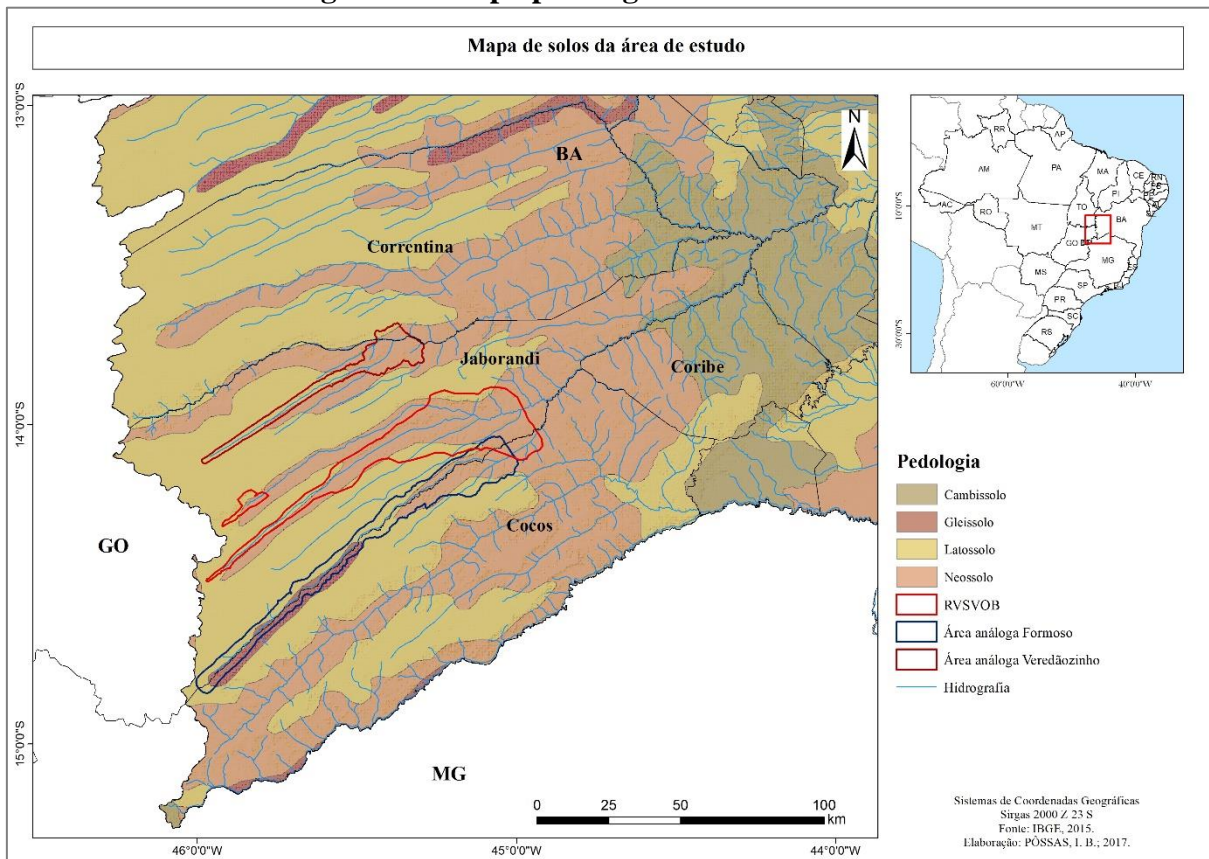 Mapa de solos da área de estudo
13°0'0"S
14°0'0"S
15°0'0"S
46°0'0"W
45°0'0"W
44°0'0"W
N
BA
Correntina
Jaborandi
Coribe
Cocos
GO
MG
0 25 50 100
km
RR
AP
AM
PA
MA
CE
RN
PI
AC
RO
TO
BA
MT
GO
MG
MS
SP
PR
SC
RS
10°0'0"S
30°0'0"S
60°0'0"W
40°0'0"W
Pedologia
Cambissolo
Gleissolo
Latossolo
Neossolo
RVSVOB
Área análoga Formoso
Área análoga Veredãozinho
Hidrografia
Sistemas de Coordenadas Geográficas
Sirgas 2000 Z 23 S
Fonte: IBGE, 2015.
Elaboração: PÔSSAS, I. B.; 2017.